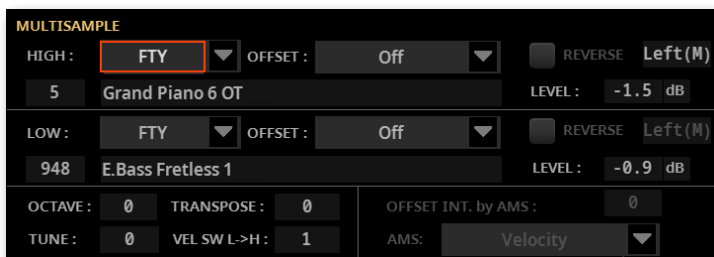 MULTISAMPLE
HIGH : FTY OFFSET : Off REVERSE Left(M)
5 Grand Piano 6 OT LEVEL : -1.5 dB
LOW : FTY OFFSET : Off REVERSE Left(M)
948 E.Bass Fretless 1 LEVEL : -0.9 dB
OCTAVE : 0 TRANSPOSE : 0 OFFSET INT. by AMS : 0
TUNE : 0 VEL SW L->H : 1 AMS: Velocity